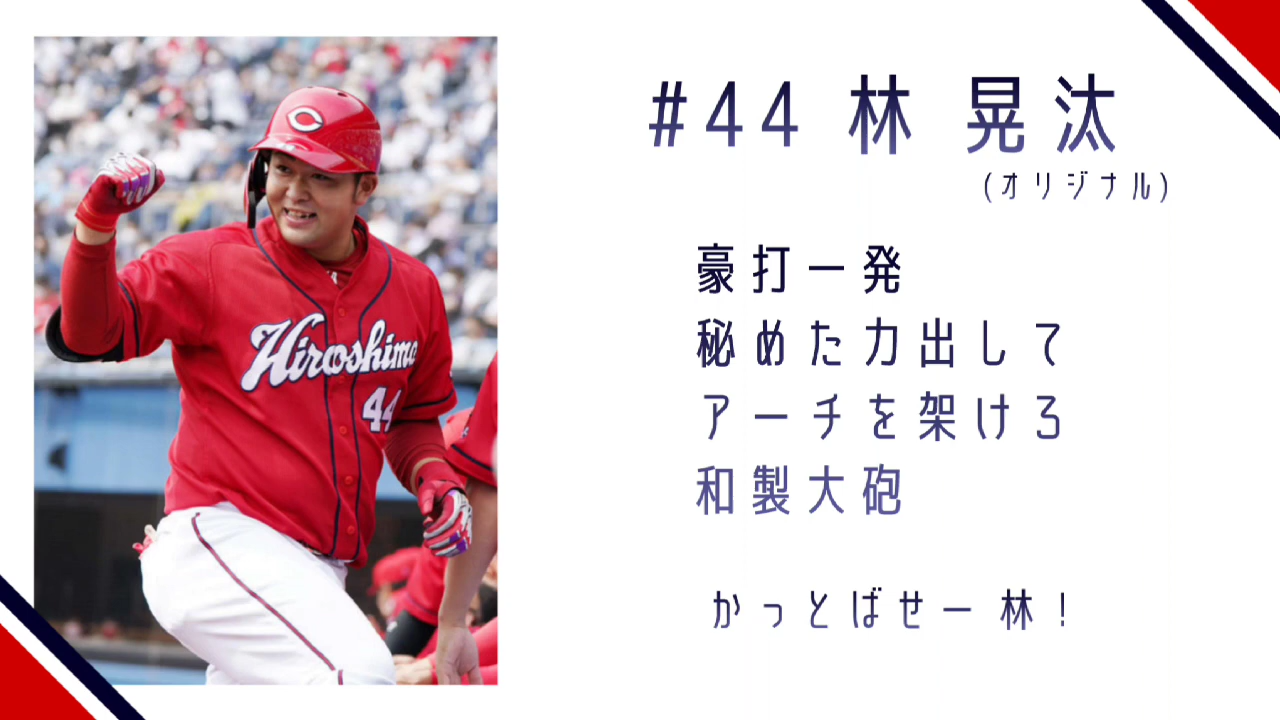 #44 林 晃汰
(オリジナル)
豪打一発
秘めた力出して
アーチを架けろ
和製大砲
かっとばせー 林!
C
Hiroshima
44